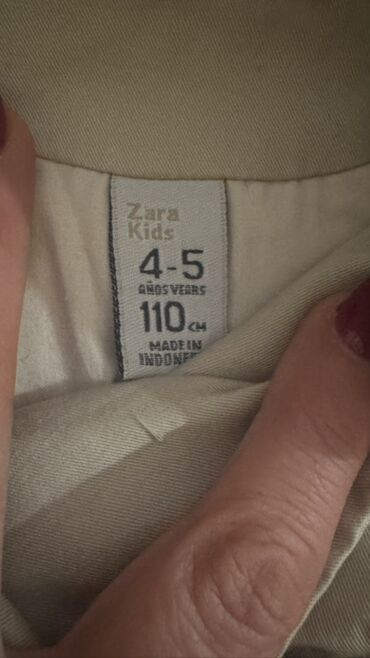 Zara
Kids
4-5
AÑOS YEARS
110 CM
MADE IN